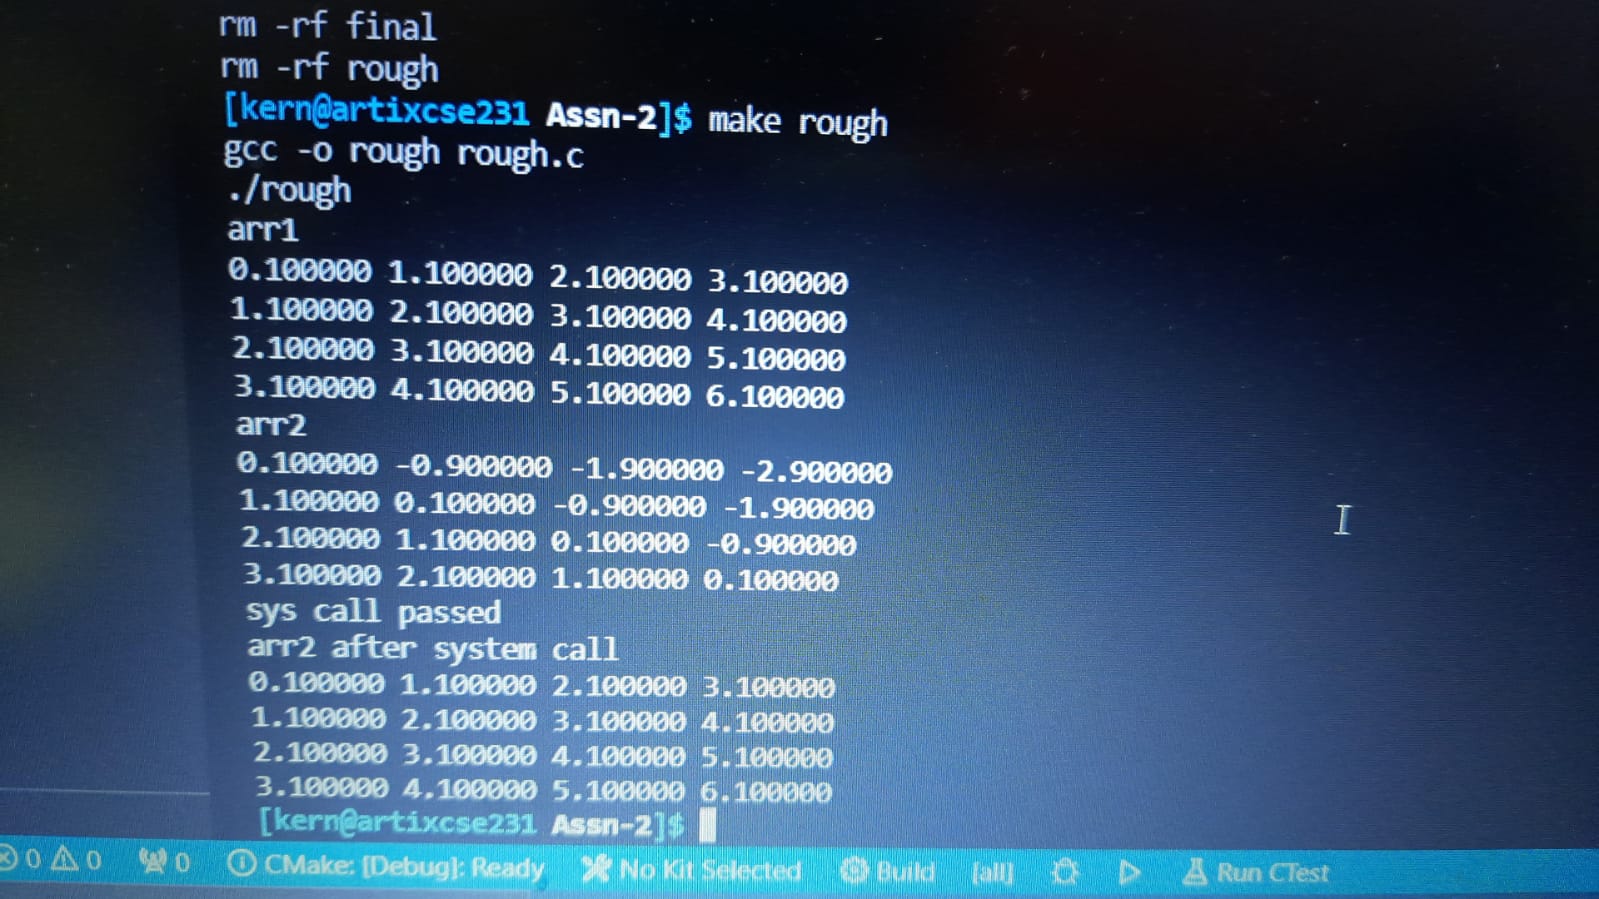 rm -rf final
rm -rf rough
[kern@artixcse231 Assn-2]$ make rough
gcc -o rough rough.c
./rough
arr1
0.100000 1.100000 2.100000 3.100000
1.100000 2.100000 3.100000 4.100000
2.100000 3.100000 4.100000 5.100000
3.100000 4.100000 5.100000 6.100000
arr2
0.100000 -0.900000 -1.900000 -2.900000
1.100000 0.100000 -0.900000 -1.900000
2.100000 1.100000 0.100000 -0.900000
3.100000 2.100000 1.100000 0.100000
sys call passed
arr2 after system call
0.100000 1.100000 2.100000 3.100000
1.100000 2.100000 3.100000 4.100000
2.100000 3.100000 4.100000 5.100000
3.100000 4.100000 5.100000 6.100000
[kern@artixcse231 Assn-2]$
0 0 0 CMake: [Debug]: Ready No Kit Selected Build [all] Run CTest